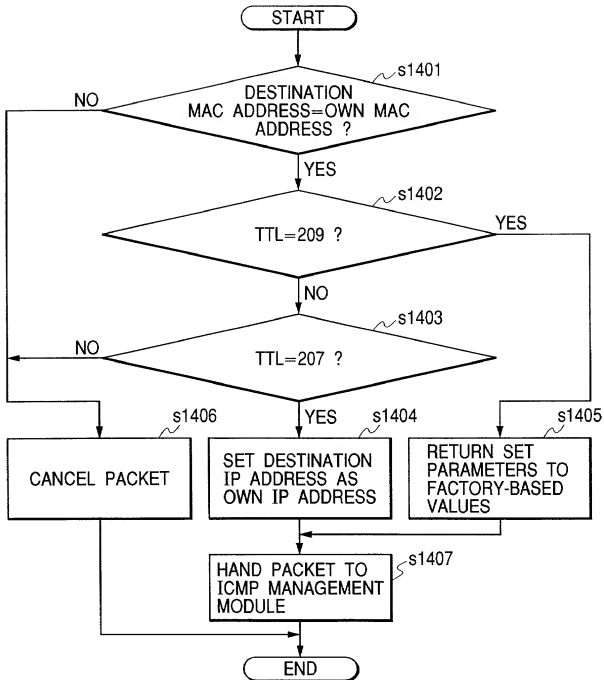 START
s1401
DESTINATION
MAC ADDRESS=OWN MAC
ADDRESS ?
NO
YES
s1402
TTL=209 ?
YES
NO
s1403
TTL=207 ?
NO
YES
s1406
CANCEL PACKET
s1404
SET DESTINATION
IP ADDRESS AS
OWN IP ADDRESS
s1405
RETURN SET
PARAMETERS TO
FACTORY-BASED
VALUES
s1407
HAND PACKET TO
ICMP MANAGEMENT
MODULE
END